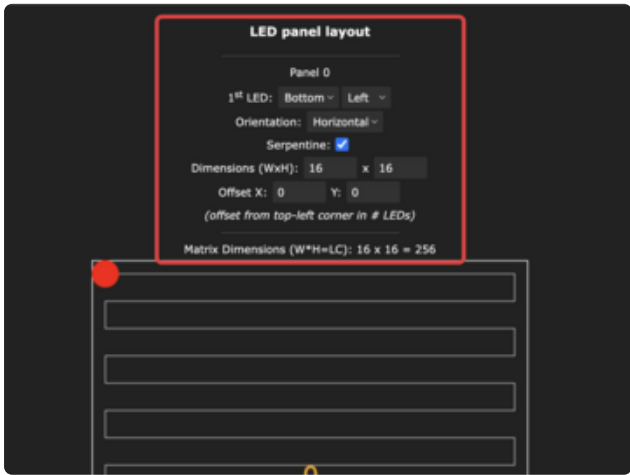 LED panel layout
Panel 0
1st LED: Bottom Left
Orientation: Horizontal
Serpentine:
Dimensions (WxH): 16 x 16
Offset X: 0 Y: 0
(offset from top-left corner in # LEDs)
Matrix Dimensions (W*H=LC): 16 x 16 = 256